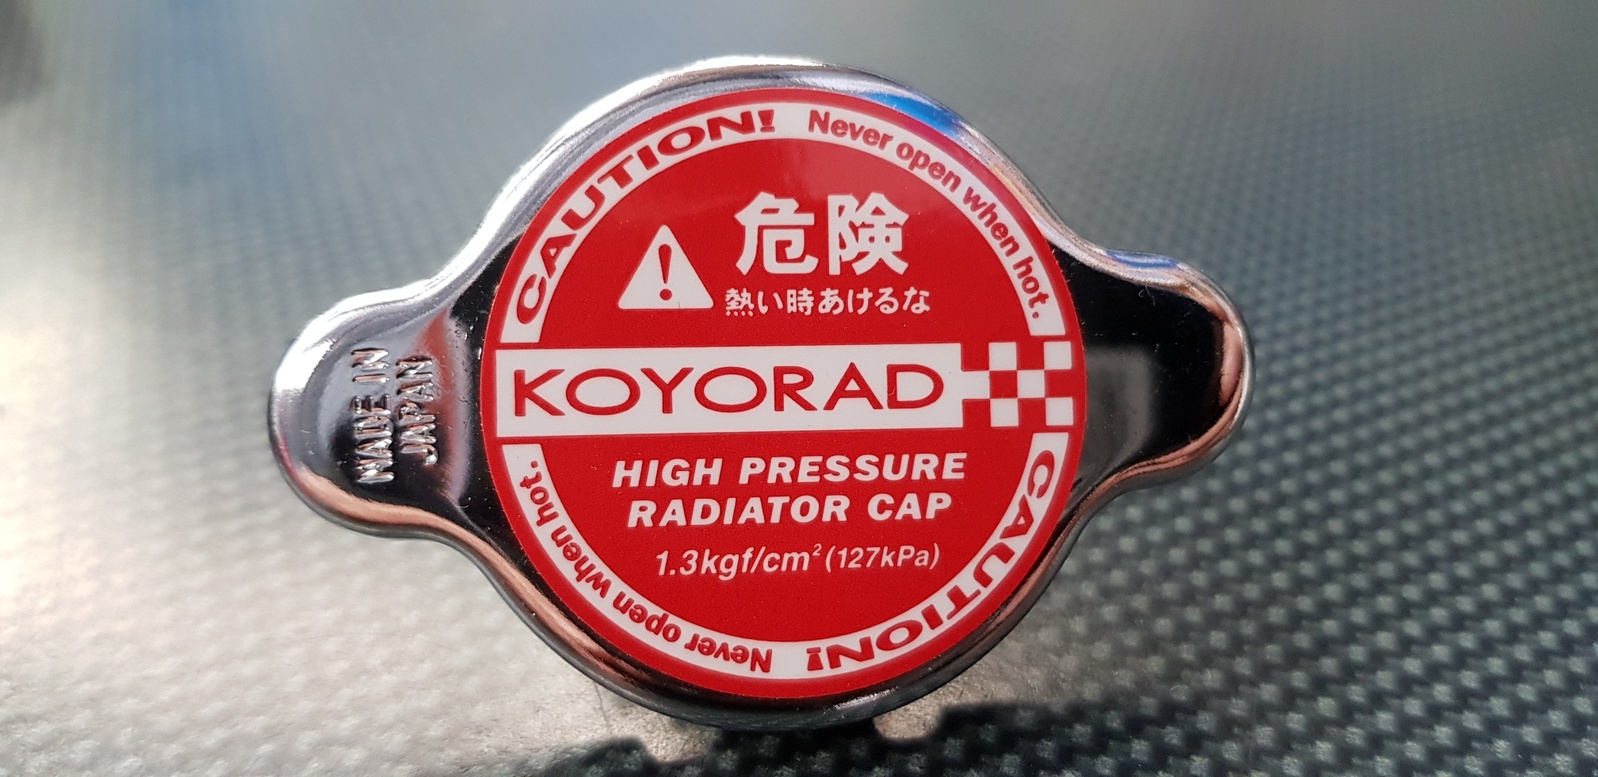 CAUTION! Never open when hot.
危険
熱い時あけるな
KOYORAD
HIGH PRESSURE
RADIATOR CAP
1.3kgf/cm² (127kPa)
CAUTION! Never open when hot.
MADE IN
JAPAN